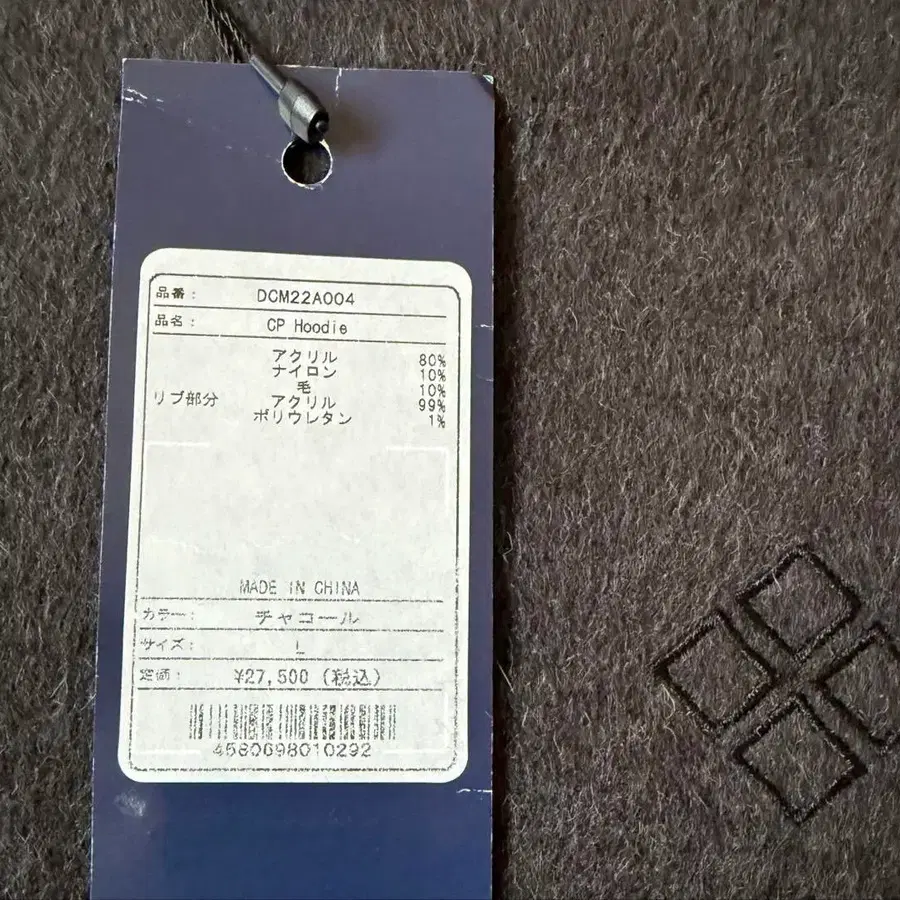 品番： DCM22A004
品名： CP Hoodie
アクリル 80%
ナイロン 10%
毛 10%
リブ部分 アクリル 99%
ポリウレタン 1%
MADE IN CHINA
カラー： チャコール
サイズ： L
定価： ¥27,500 (税込)
4580698010292